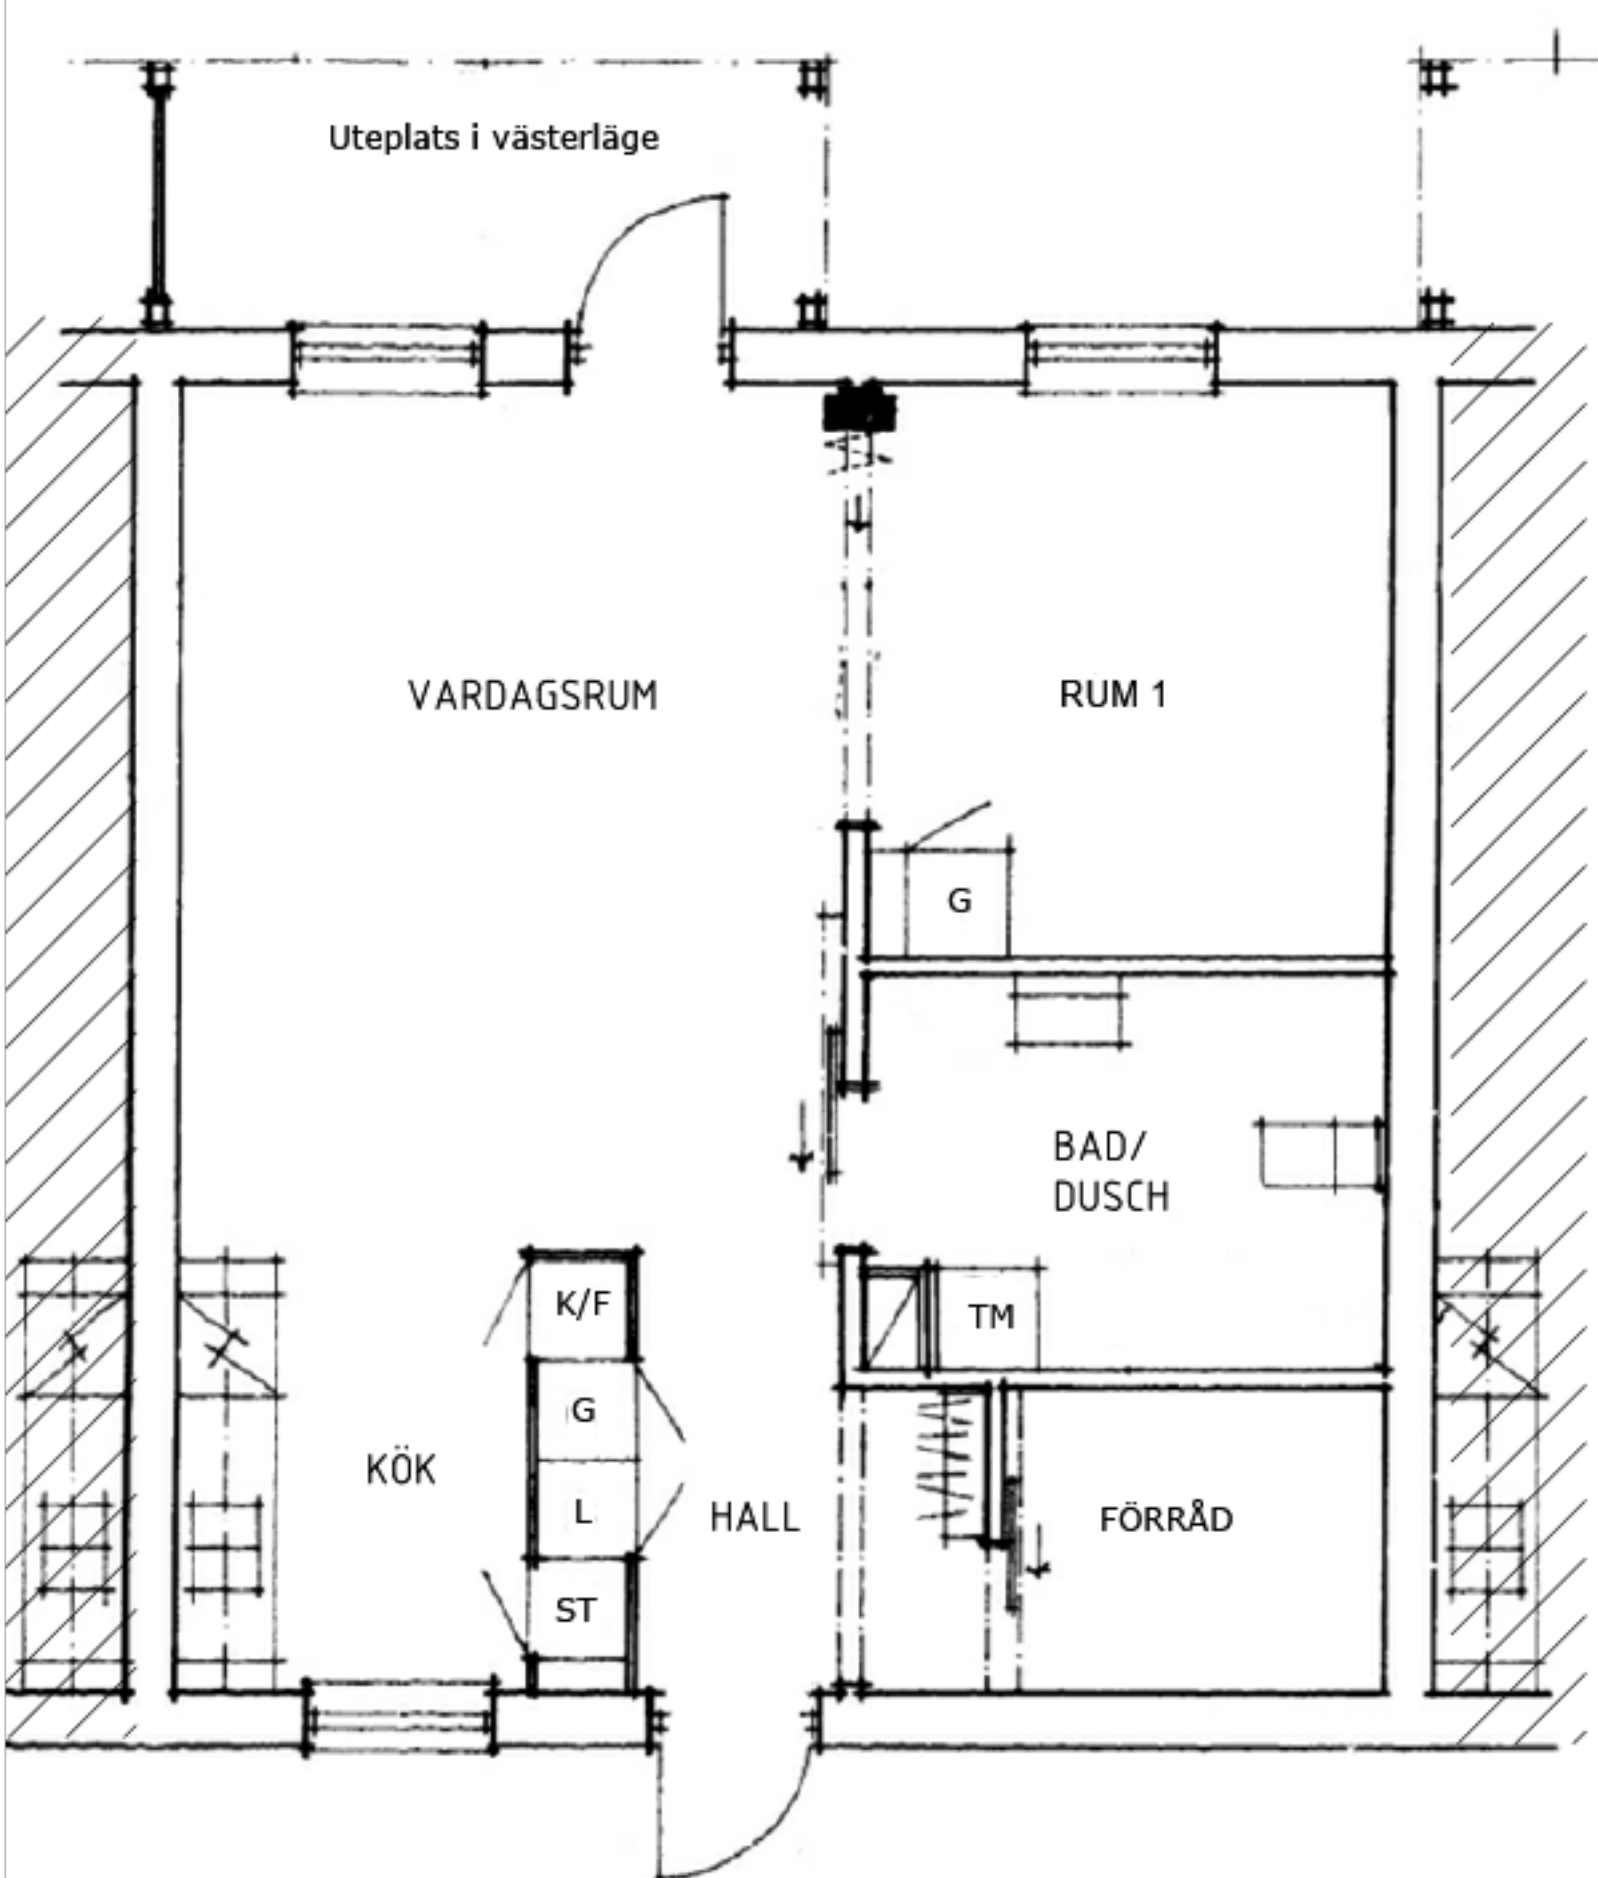 Uteplats i västerläge
VARDAGSRUM
RUM 1
G
BAD/
DUSCH
K/F
TM
G
KÖK
L
HALL
FÖRRÅD
ST